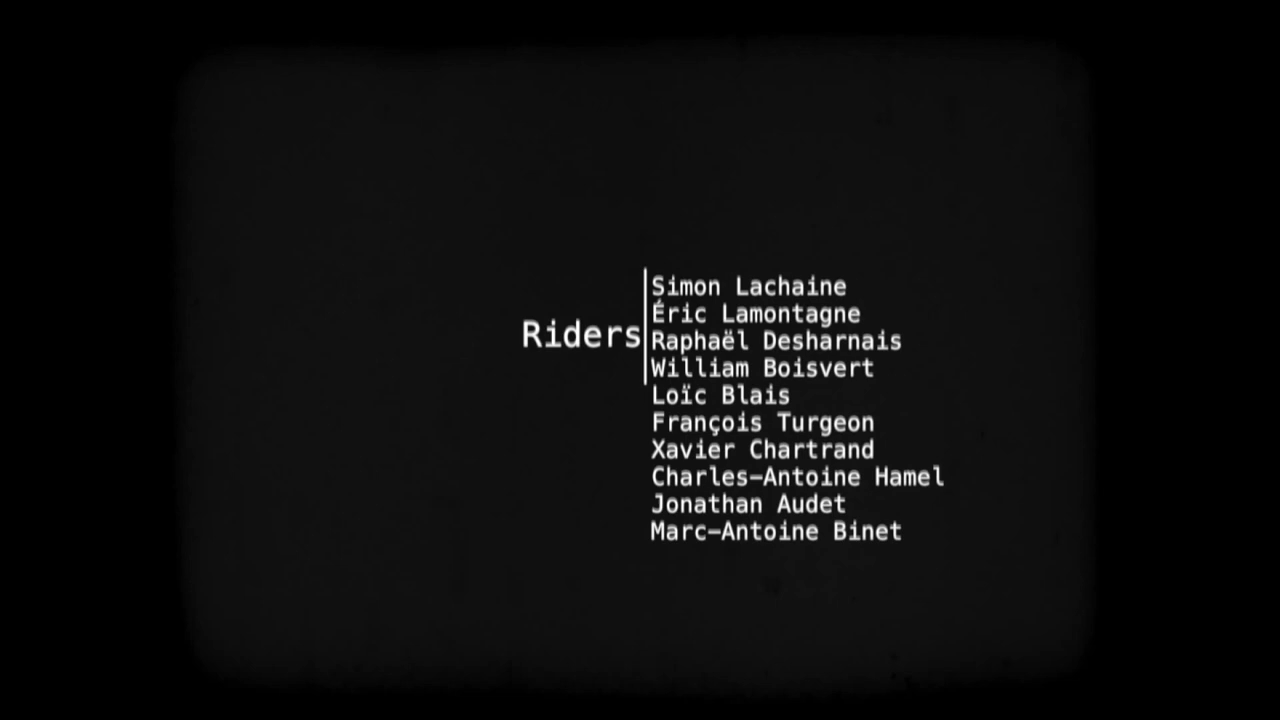 Riders
Simon Lachaine
Éric Lamontagne
Raphaël Desharnais
William Boisvert
Loïc Blais
François Turgeon
Xavier Chartrand
Charles-Antoine Hamel
Jonathan Audet
Marc-Antoine Binet